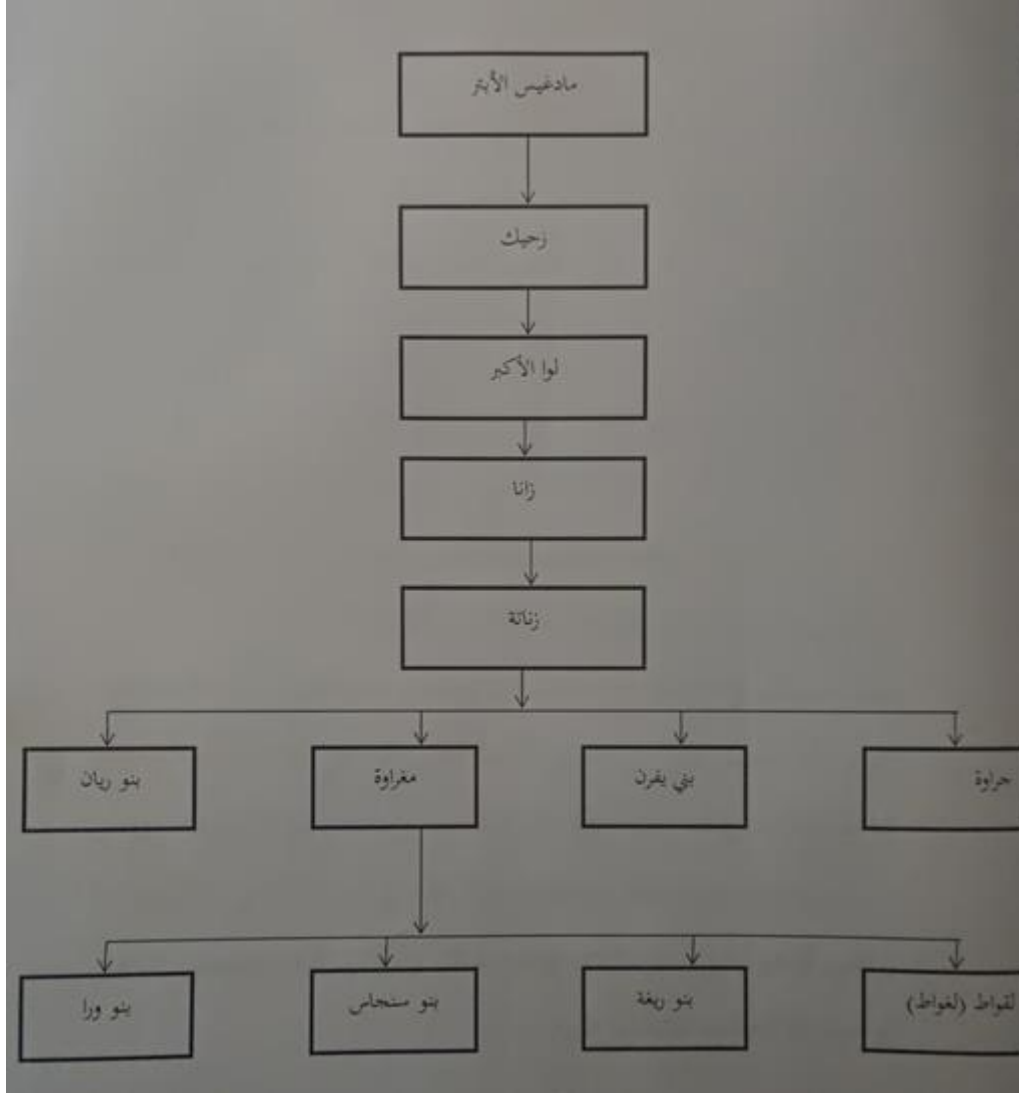 مادغيس الأبتر
زحيك
لوا الأكبر
زانا
زناتة
جراوة
بني يفرن
مغراوة
بنو ريان
لقواط (لغواط)
بنو ريغة
بنو سنجاس
بنو ورا